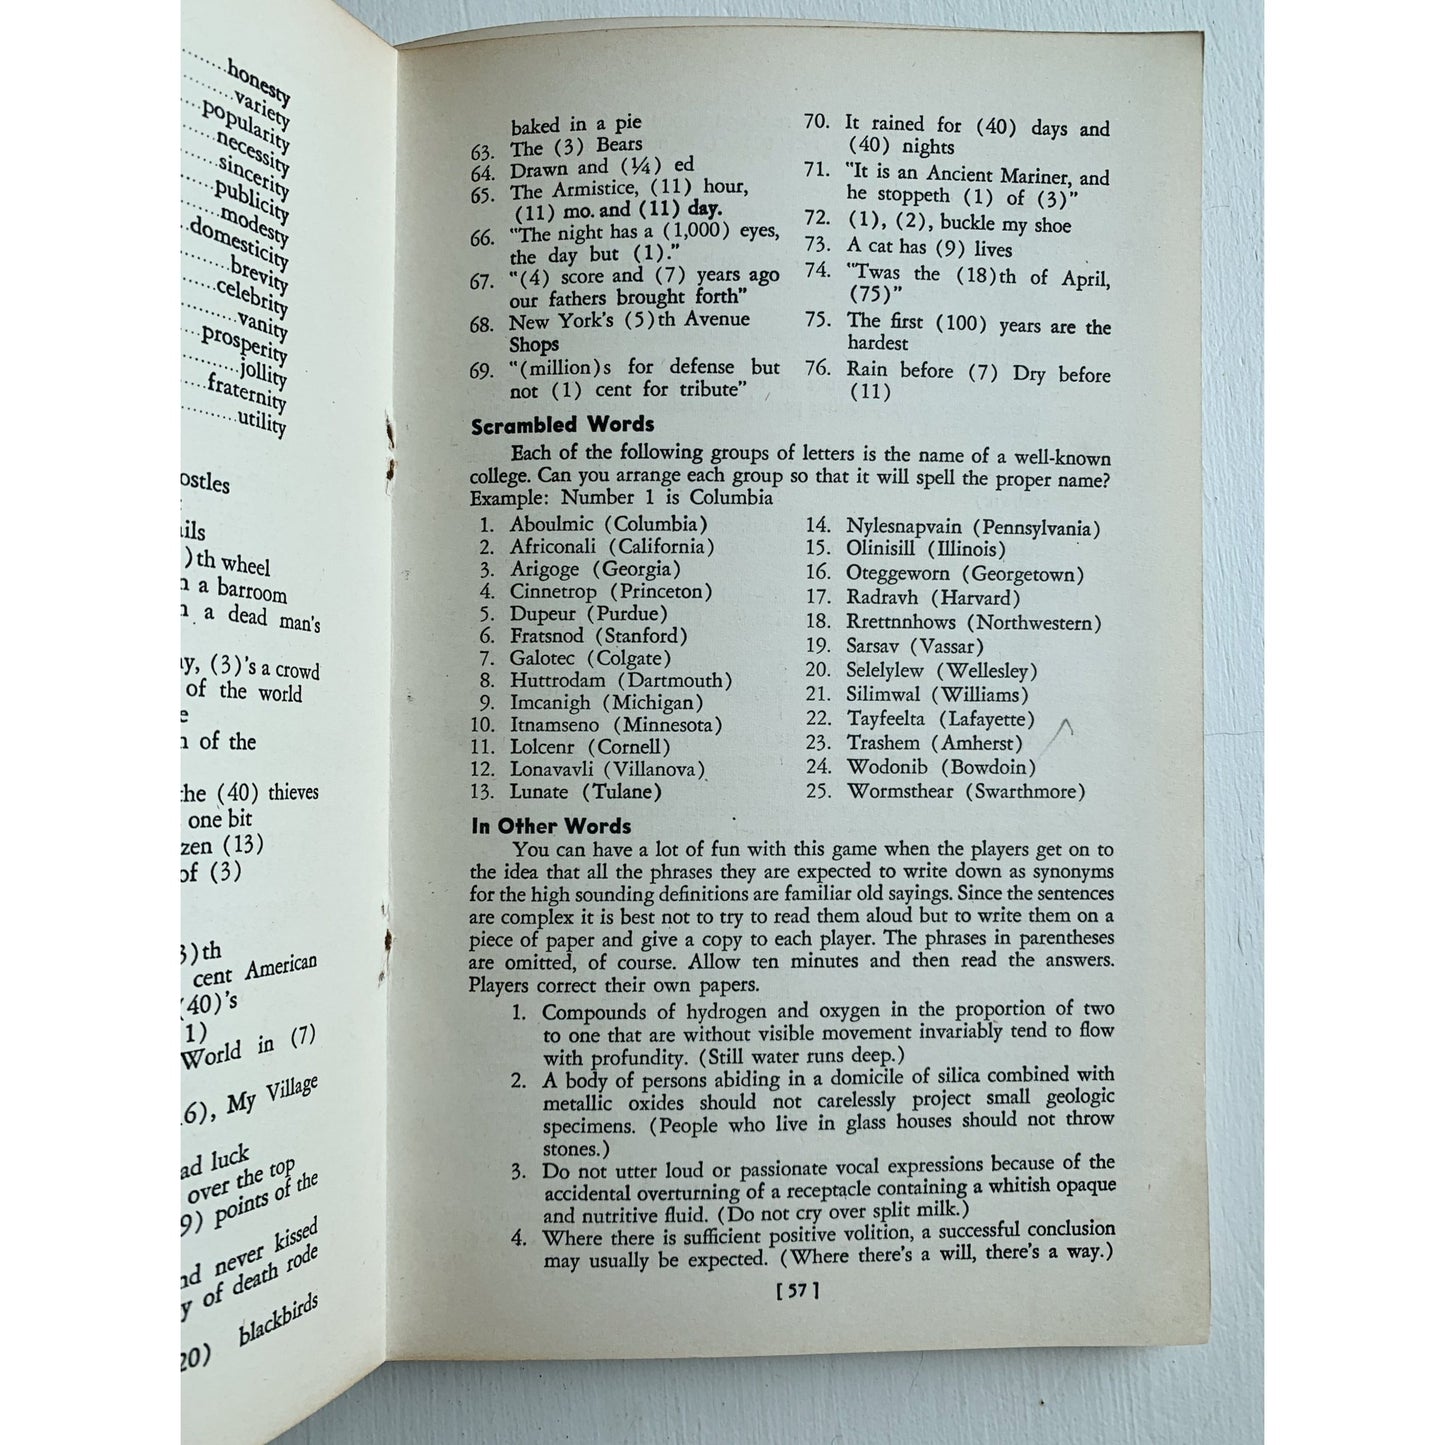 honesty
variety
popularity
necessity
sincerity
publicity
modesty
domesticity
brevity
celebrity
vanity
prosperity
jollity
fraternity
utility
)th wheel
a barroom
a dead man's
(3)'s a crowd
of the world
of the
(40) thieves
one bit
(13)
of (3)
)th
cent American
(40)'s
World in (7)
My Village
luck
over the top
points of the
never kissed
of death rode
blackbirds
baked in a pie
63. The (3) Bears
64. Drawn and (¼) ed
65. The Armistice, (11) hour,
(11) mo. and (11) day.
66. "The night has a (1,000) eyes,
the day but (1)."
67. "(4) score and (7) years ago
our fathers brought forth"
68. New York's (5)th Avenue
Shops
69. "(million)s for defense but
not (1) cent for tribute"
70. It rained for (40) days and
(40) nights
71. "It is an Ancient Mariner, and
he stoppeth (1) of (3)"
72. (1), (2), buckle my shoe
73. A cat has (9) lives
74. "Twas the (18)th of April,
(75)"
75. The first (100) years are the
hardest
76. Rain before (7) Dry before
(11)
Scrambled Words
Each of the following groups of letters is the name of a well-known
college. Can you arrange each group so that it will spell the proper name?
Example: Number 1 is Columbia
1. Aboulmic (Columbia)
2. Africonali (California)
3. Arigoge (Georgia)
4. Cinnetrop (Princeton)
5. Dupeur (Purdue)
6. Fratsnod (Stanford)
7. Galotec (Colgate)
8. Huttrodam (Dartmouth)
9. Imcanigh (Michigan)
10. Itnamseno (Minnesota)
11. Lolcenr (Cornell)
12. Lonavavli (Villanova)
13. Lunate (Tulane)
14. Nylesnapvain (Pennsylvania)
15. Olinisill (Illinois)
16. Oteggeworn (Georgetown)
17. Radravh (Harvard)
18. Rrettnnhows (Northwestern)
19. Sarsav (Vassar)
20. Selelylew (Wellesley)
21. Silimwal (Williams)
22. Tayfeelta (Lafayette)
23. Trashem (Amherst)
24. Wodonib (Bowdoin)
25. Wormsthear (Swarthmore)
In Other Words
You can have a lot of fun with this game when the players get on to
the idea that all the phrases they are expected to write down as synonyms
for the high sounding definitions are familiar old sayings. Since the sentences
are complex it is best not to try to read them aloud but to write them on a
piece of paper and give a copy to each player. The phrases in parentheses
are omitted, of course. Allow ten minutes and then read the answers.
Players correct their own papers.
1. Compounds of hydrogen and oxygen in the proportion of two
to one that are without visible movement invariably tend to flow
with profundity. (Still water runs deep.)
2. A body of persons abiding in a domicile of silica combined with
metallic oxides should not carelessly project small geologic
specimens. (People who live in glass houses should not throw
stones.)
3. Do not utter loud or passionate vocal expressions because of the
accidental overturning of a receptacle containing a whitish opaque
and nutritive fluid. (Do not cry over split milk.)
4. Where there is sufficient positive volition, a successful conclusion
may usually be expected. (Where there's a will, there's a way.)
[57]